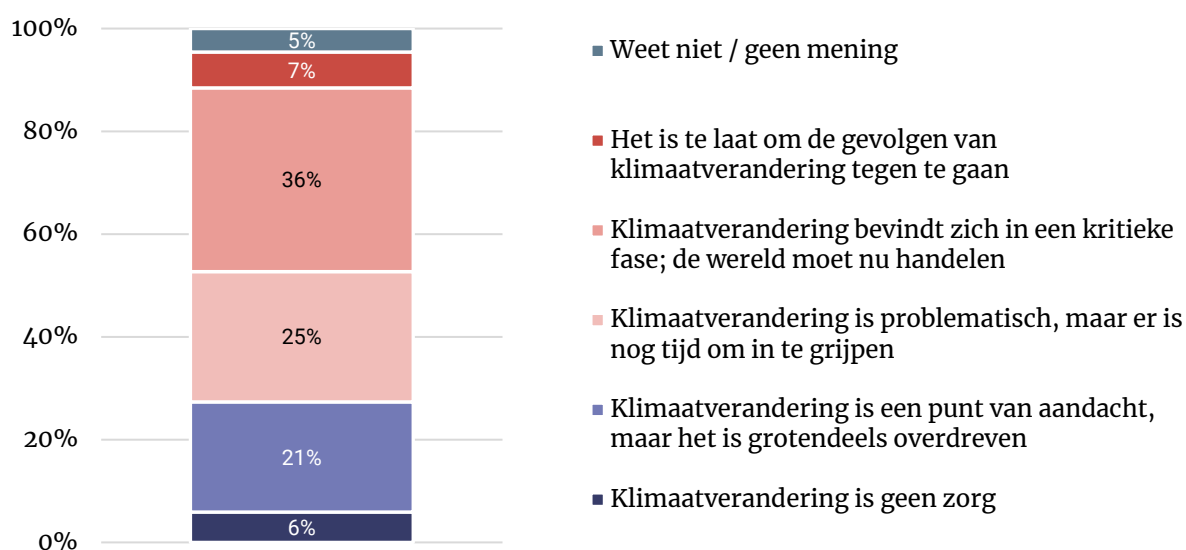 100%
80%
60%
40%
20%
0%
5%
7%
36%
25%
21%
6%
Weet niet / geen mening
Het is te laat om de gevolgen van
klimaatverandering tegen te gaan
Klimaatverandering bevindt zich in een kritieke
fase; de wereld moet nu handelen
Klimaatverandering is problematisch, maar er is
nog tijd om in te grijpen
Klimaatverandering is een punt van aandacht,
maar het is grotendeels overdreven
Klimaatverandering is geen zorg